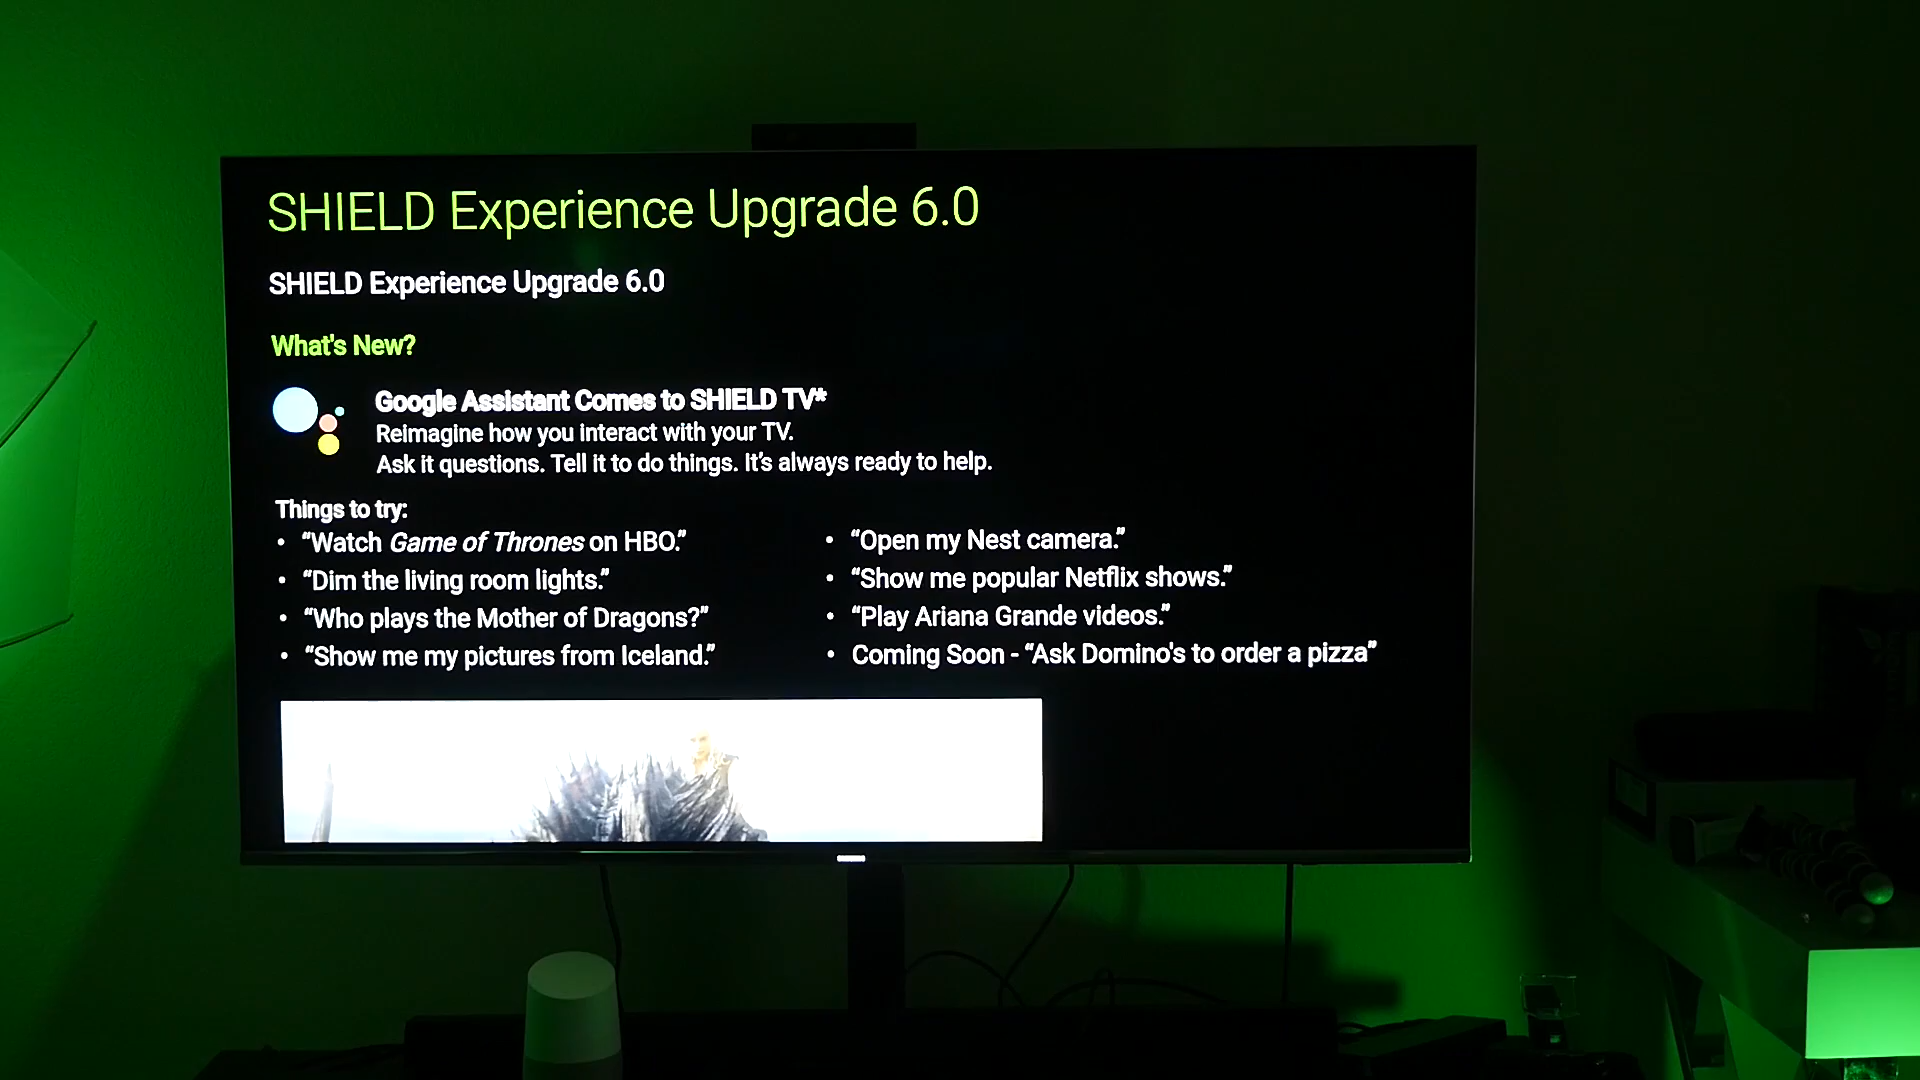 SHIELD Experience Upgrade 6.0
SHIELD Experience Upgrade 6.0
What's New?
Google Assistant Comes to SHIELD TV*
Reimagine how you interact with your TV.
Ask it questions. Tell it to do things. It's always ready to help.
Things to try:
• “Watch Game of Thrones on HBO.”
• “Dim the living room lights.”
• “Who plays the Mother of Dragons?”
• “Show me my pictures from Iceland.”
• “Open my Nest camera.”
• “Show me popular Netflix shows.”
• “Play Ariana Grande videos.”
• Coming Soon - “Ask Domino's to order a pizza”